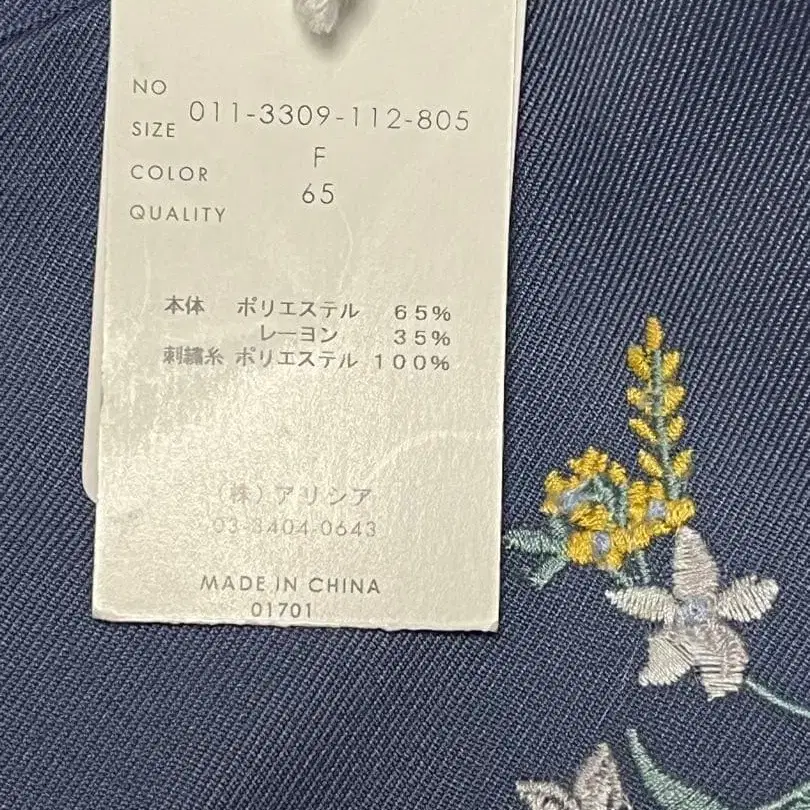 NO 011-3309-112-805
SIZE F
COLOR 65
QUALITY
本体 ポリエステル 65%
レーヨン 35%
刺繍糸 ポリエステル 100%
(株)アリシア
03-3404-0643
MADE IN CHINA
01701